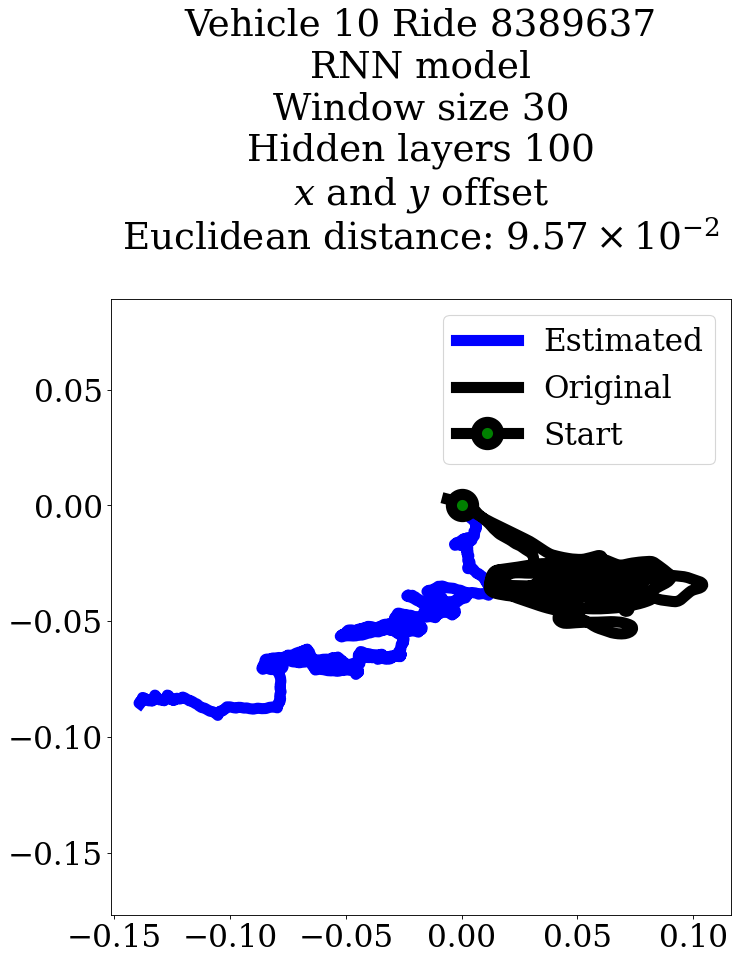 Vehicle 10 Ride 8389637
RNN model
Window size 30
Hidden layers 100
x and y offset
Euclidean distance: 9.57 × 10⁻²
Estimated
Original
Start
0.05
0.00
−0.05
−0.10
−0.15
−0.15 −0.10 −0.05 0.00 0.05 0.10